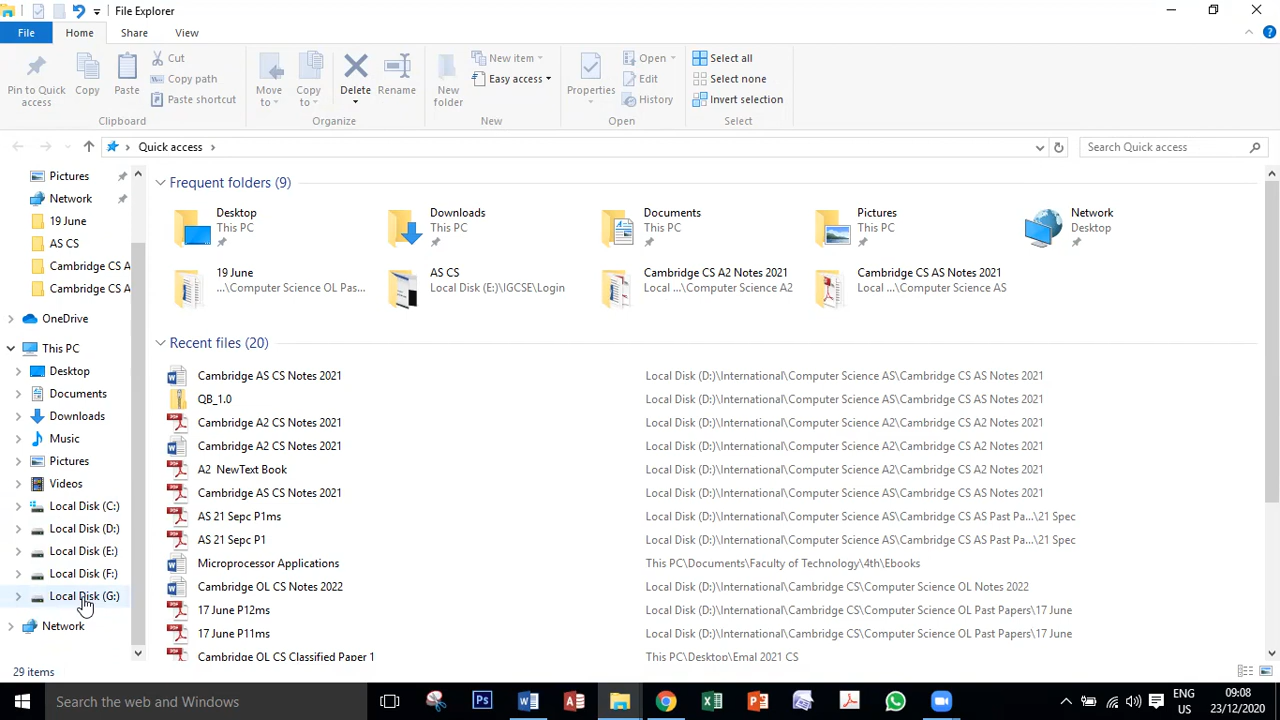 File Explorer
File Home Share View
Pin to Quick access
Copy
Paste
Cut
Copy path
Paste shortcut
Clipboard
Move to
Copy to
Delete
Rename
Organize
New folder
New item
Easy access
New
Properties
Open
Edit
History
Open
Select all
Select none
Invert selection
Select
Quick access
Search Quick access
Pictures
Network
19 June
AS CS
Cambridge CS A
Cambridge CS A
OneDrive
This PC
Desktop
Documents
Downloads
Music
Pictures
Videos
Local Disk (C:)
Local Disk (D:)
Local Disk (E:)
Local Disk (F:)
Local Disk (G:)
Network
Frequent folders (9)
Desktop
This PC
Downloads
This PC
Documents
This PC
Pictures
This PC
Network
Desktop
19 June
...\Computer Science OL Pas...
AS CS
Local Disk (E:)\IGCSE\Login
Cambridge CS A2 Notes 2021
Local ...\Computer Science A2
Cambridge CS AS Notes 2021
Local ...\Computer Science AS
Recent files (20)
Cambridge AS CS Notes 2021 Local Disk (D:)\International\Computer Science AS\Cambridge CS AS Notes 2021
QB_1.0 Local Disk (D:)\International\Computer Science AS\Cambridge CS AS Notes 2021
Cambridge A2 CS Notes 2021 Local Disk (D:)\International\Computer Science A2\Cambridge CS A2 Notes 2021
Cambridge A2 CS Notes 2021 Local Disk (D:)\International\Computer Science A2\Cambridge CS A2 Notes 2021
A2 NewText Book Local Disk (D:)\International\Computer Science A2\Cambridge CS A2 Notes 2021
Cambridge AS CS Notes 2021 Local Disk (D:)\International\Computer Science AS\Cambridge CS AS Notes 2021
AS 21 Sepc P1ms Local Disk (D:)\International\Computer Science AS\Cambridge CS AS Past Pa...\21 Spec
AS 21 Sepc P1 Local Disk (D:)\International\Computer Science AS\Cambridge CS AS Past Pa...\21 Spec
Microprocessor Applications This PC\Documents\Faculty of Technology\4th\Ebooks
Cambridge OL CS Notes 2022 Local Disk (D:)\International\Cambridge CS\Computer Science OL Notes 2022
17 June P12ms Local Disk (D:)\International\Cambridge CS\Computer Science OL Past Papers\17 June
17 June P11ms Local Disk (D:)\International\Cambridge CS\Computer Science OL Past Papers\17 June
Cambridge OL CS Classified Paper 1 This PC\Desktop\Emal 2021 CS
29 items
Search the web and Windows
ENG
US
09:08
23/12/2020